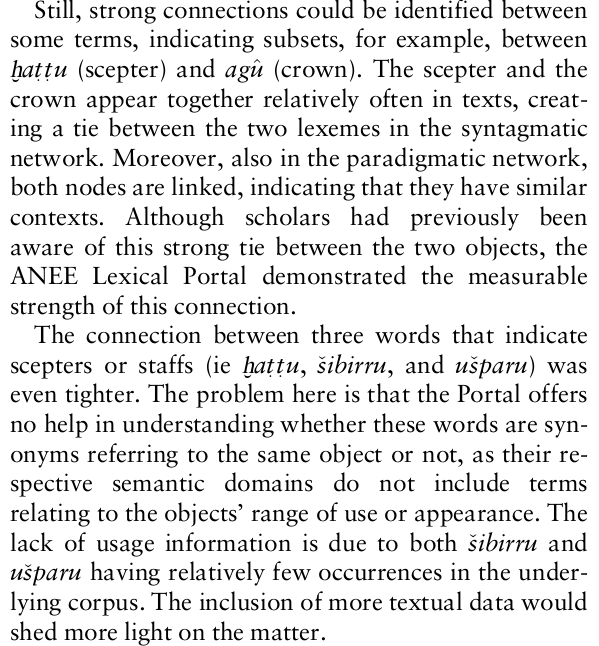 Still, strong connections could be identified between
some terms, indicating subsets, for example, between
ḫaṭṭu (scepter) and agû (crown). The scepter and the
crown appear together relatively often in texts, creat-
ing a tie between the two lexemes in the syntagmatic
network. Moreover, also in the paradigmatic network,
both nodes are linked, indicating that they have similar
contexts. Although scholars had previously been
aware of this strong tie between the two objects, the
ANEE Lexical Portal demonstrated the measurable
strength of this connection.
The connection between three words that indicate
scepters or staffs (ie ḫaṭṭu, šibirru, and ušparu) was
even tighter. The problem here is that the Portal offers
no help in understanding whether these words are syn-
onyms referring to the same object or not, as their re-
spective semantic domains do not include terms
relating to the objects’ range of use or appearance. The
lack of usage information is due to both šibirru and
ušparu having relatively few occurrences in the under-
lying corpus. The inclusion of more textual data would
shed more light on the matter.